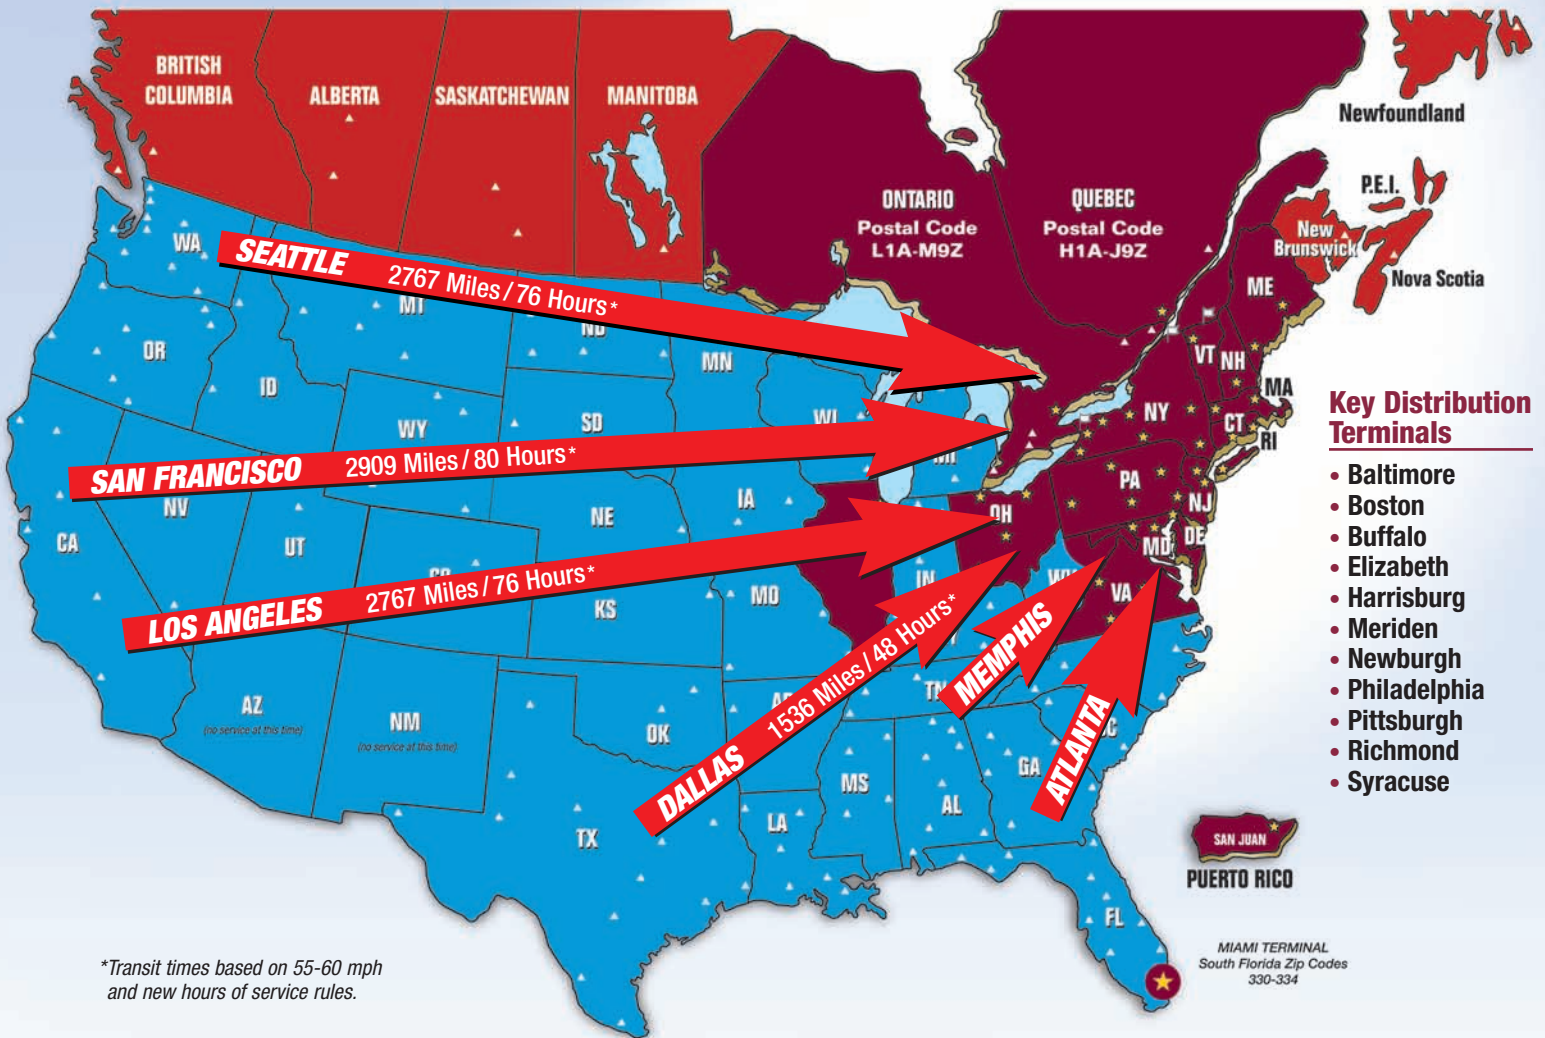 BRITISH
COLUMBIA
ALBERTA
SASKATCHEWAN
MANITOBA
Newfoundland
ONTARIO
Postal Code
L1A-M9Z
QUEBEC
Postal Code
H1A-J9Z
P.E.I.
New
Brunswick
Nova Scotia
WA
SEATTLE 2767 Miles / 76 Hours*
MT
ND
ME
OR
ID
MN
VT
NH
MA
WY
SD
WI
NY
CT
RI
SAN FRANCISCO 2909 Miles / 80 Hours*
MI
PA
NJ
NV
IA
NE
OH
CA
UT
MD
DE
IN
KS
MO
VA
LOS ANGELES 2767 Miles / 76 Hours*
DALLAS 1536 Miles / 48 Hours*
MEMPHIS
ATLANTA
AZ
(no service at this time)
NM
(no service at this time)
OK
TN
MS
AL
GA
TX
LA
FL
Key Distribution
Terminals
• Baltimore
• Boston
• Buffalo
• Elizabeth
• Harrisburg
• Meriden
• Newburgh
• Philadelphia
• Pittsburgh
• Richmond
• Syracuse
SAN JUAN
PUERTO RICO
MIAMI TERMINAL
South Florida Zip Codes
330-334
*Transit times based on 55-60 mph
and new hours of service rules.